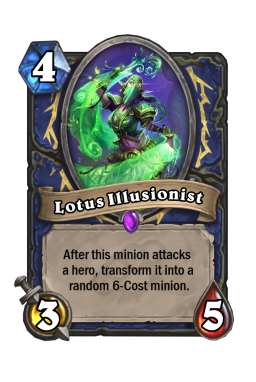 4
Lotus Illusionist
After this minion attacks
a hero, transform it into a
random 6-Cost minion.
3
5